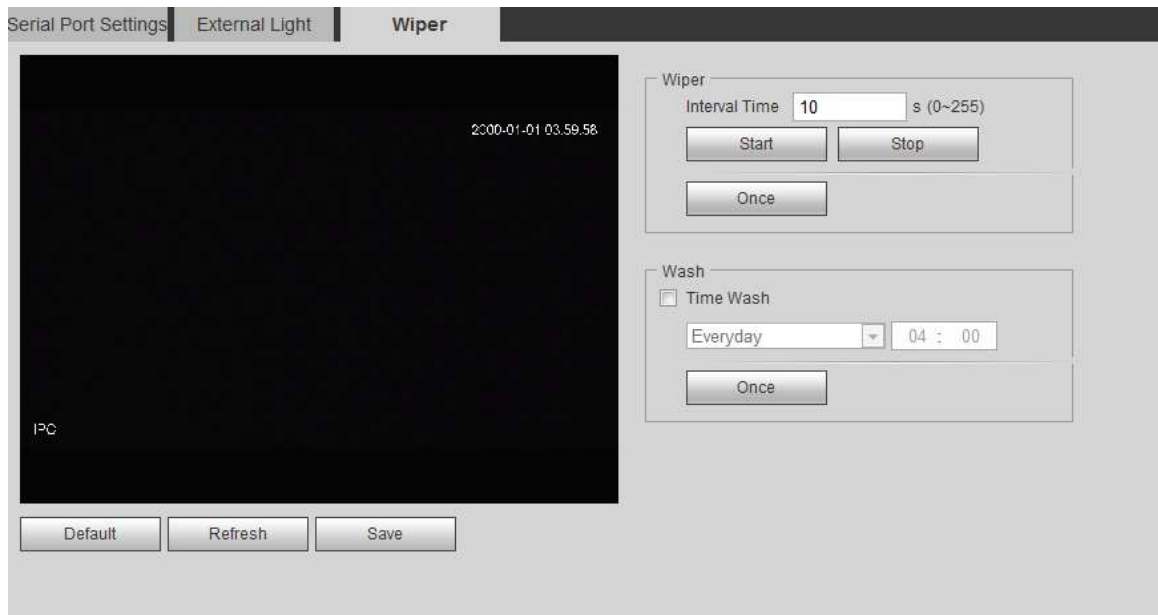 Serial Port Settings External Light Wiper
2000-01-01 03.59.58
IPC
Default Refresh Save
Wiper
Interval Time 10 s (0~255)
Start Stop
Once
Wash
Time Wash
Everyday 04 : 00
Once